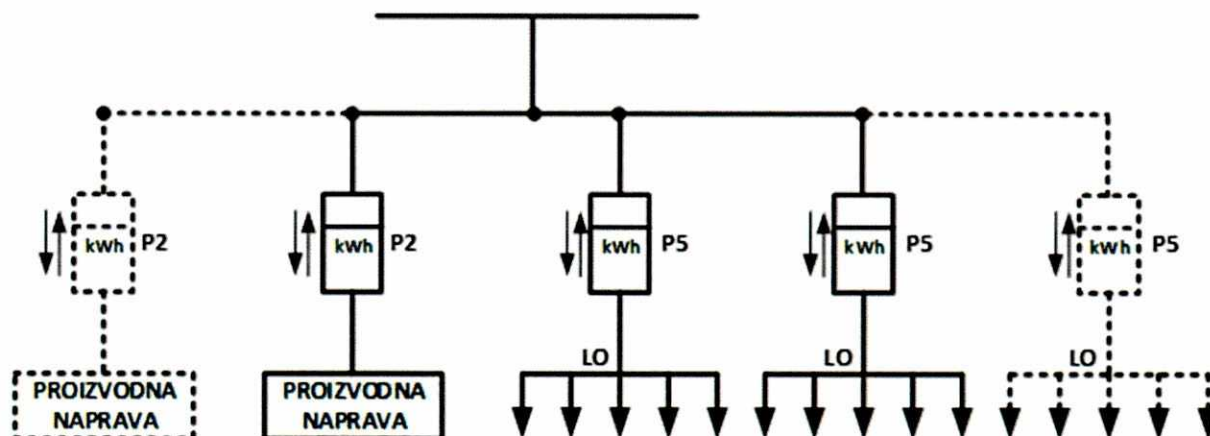 kWh P2
kWh P2
kWh P5
kWh P5
kWh P5
LO
LO
LO
PROIZVODNA
NAPRAVA
PROIZVODNA
NAPRAVA